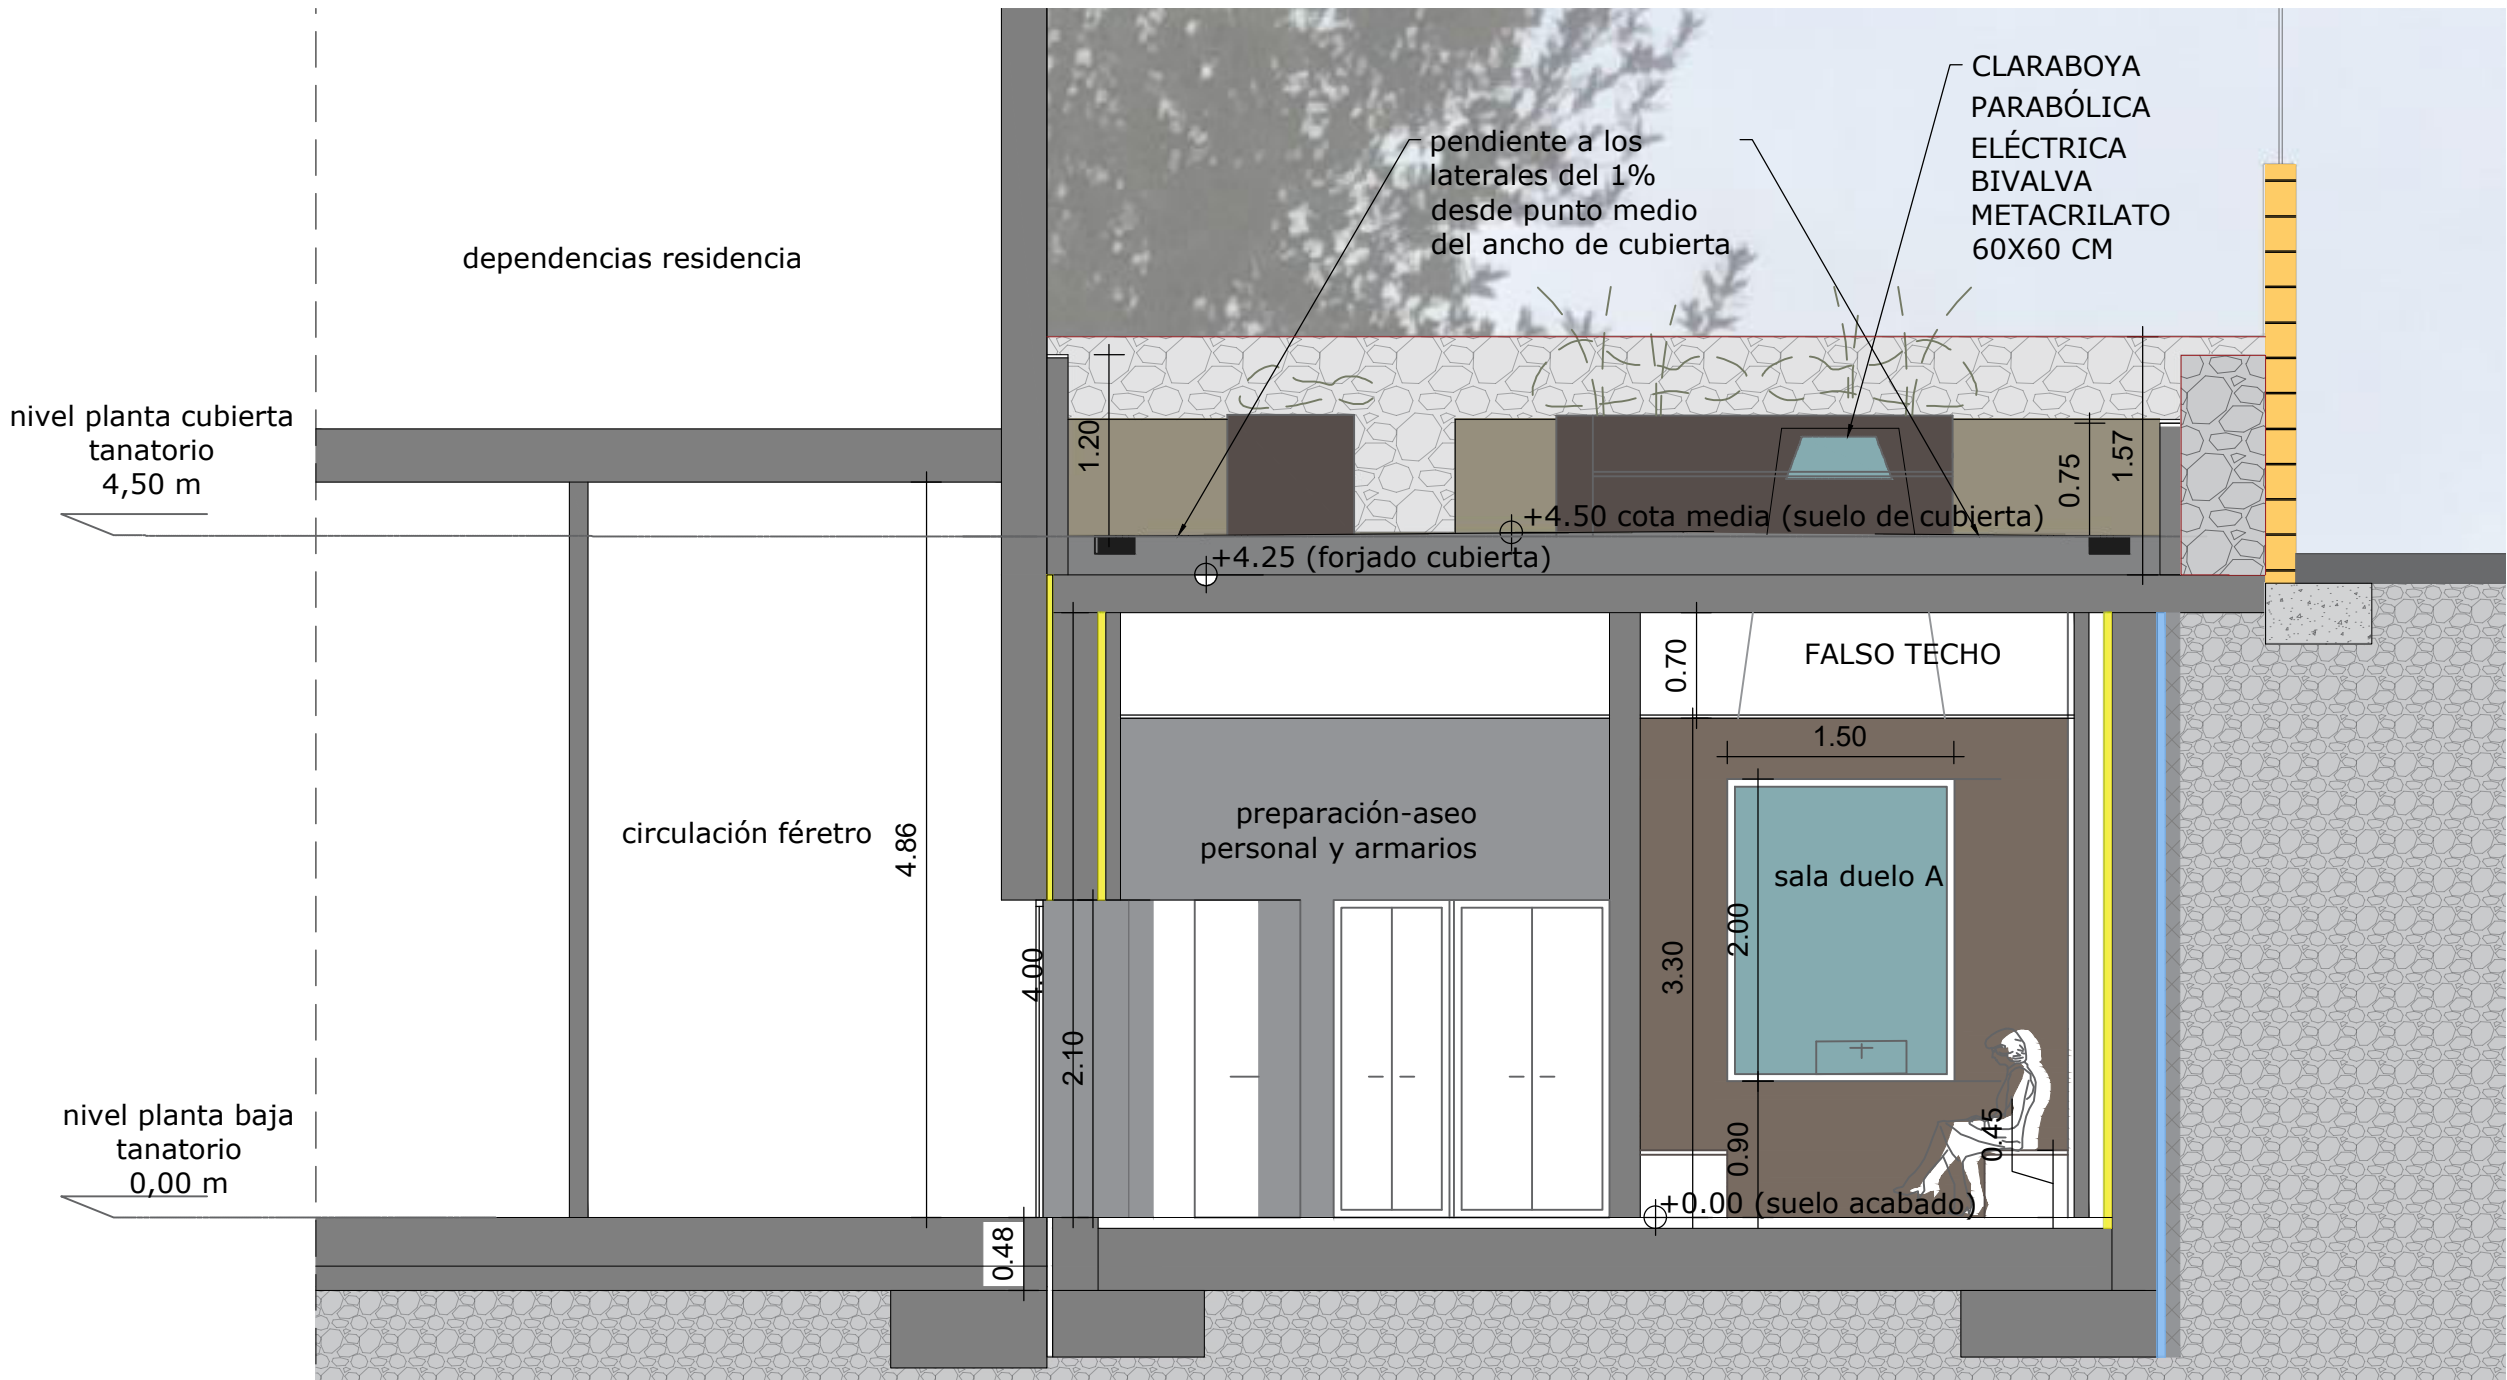 CLARABOYA
PARABÓLICA
ELÉCTRICA
BIVALVA
METACRILATO
60X60 CM
pendiente a los
laterales del 1%
desde punto medio
del ancho de cubierta
dependencias residencia
nivel planta cubierta
tanatorio
4,50 m
1.20
0.75
1.57
+4.50 cota media (suelo de cubierta)
+4.25 (forjado cubierta)
0.70
FALSO TECHO
1.50
circulación féretro
4.86
preparación-aseo
personal y armarios
sala duelo A
2.00
3.30
4.00
2.10
nivel planta baja
tanatorio
0,00 m
0.90
0.45
+0.00 (suelo acabado)
0.48